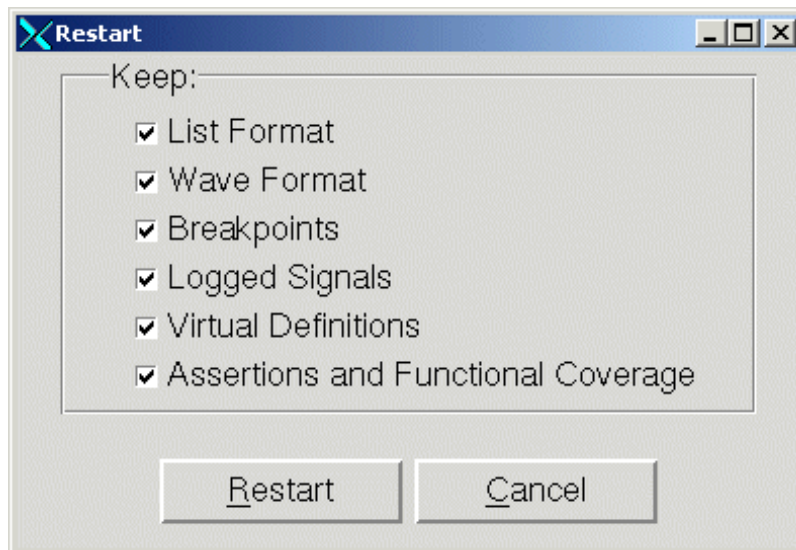 Restart
Keep:
List Format
Wave Format
Breakpoints
Logged Signals
Virtual Definitions
Assertions and Functional Coverage
Restart Cancel